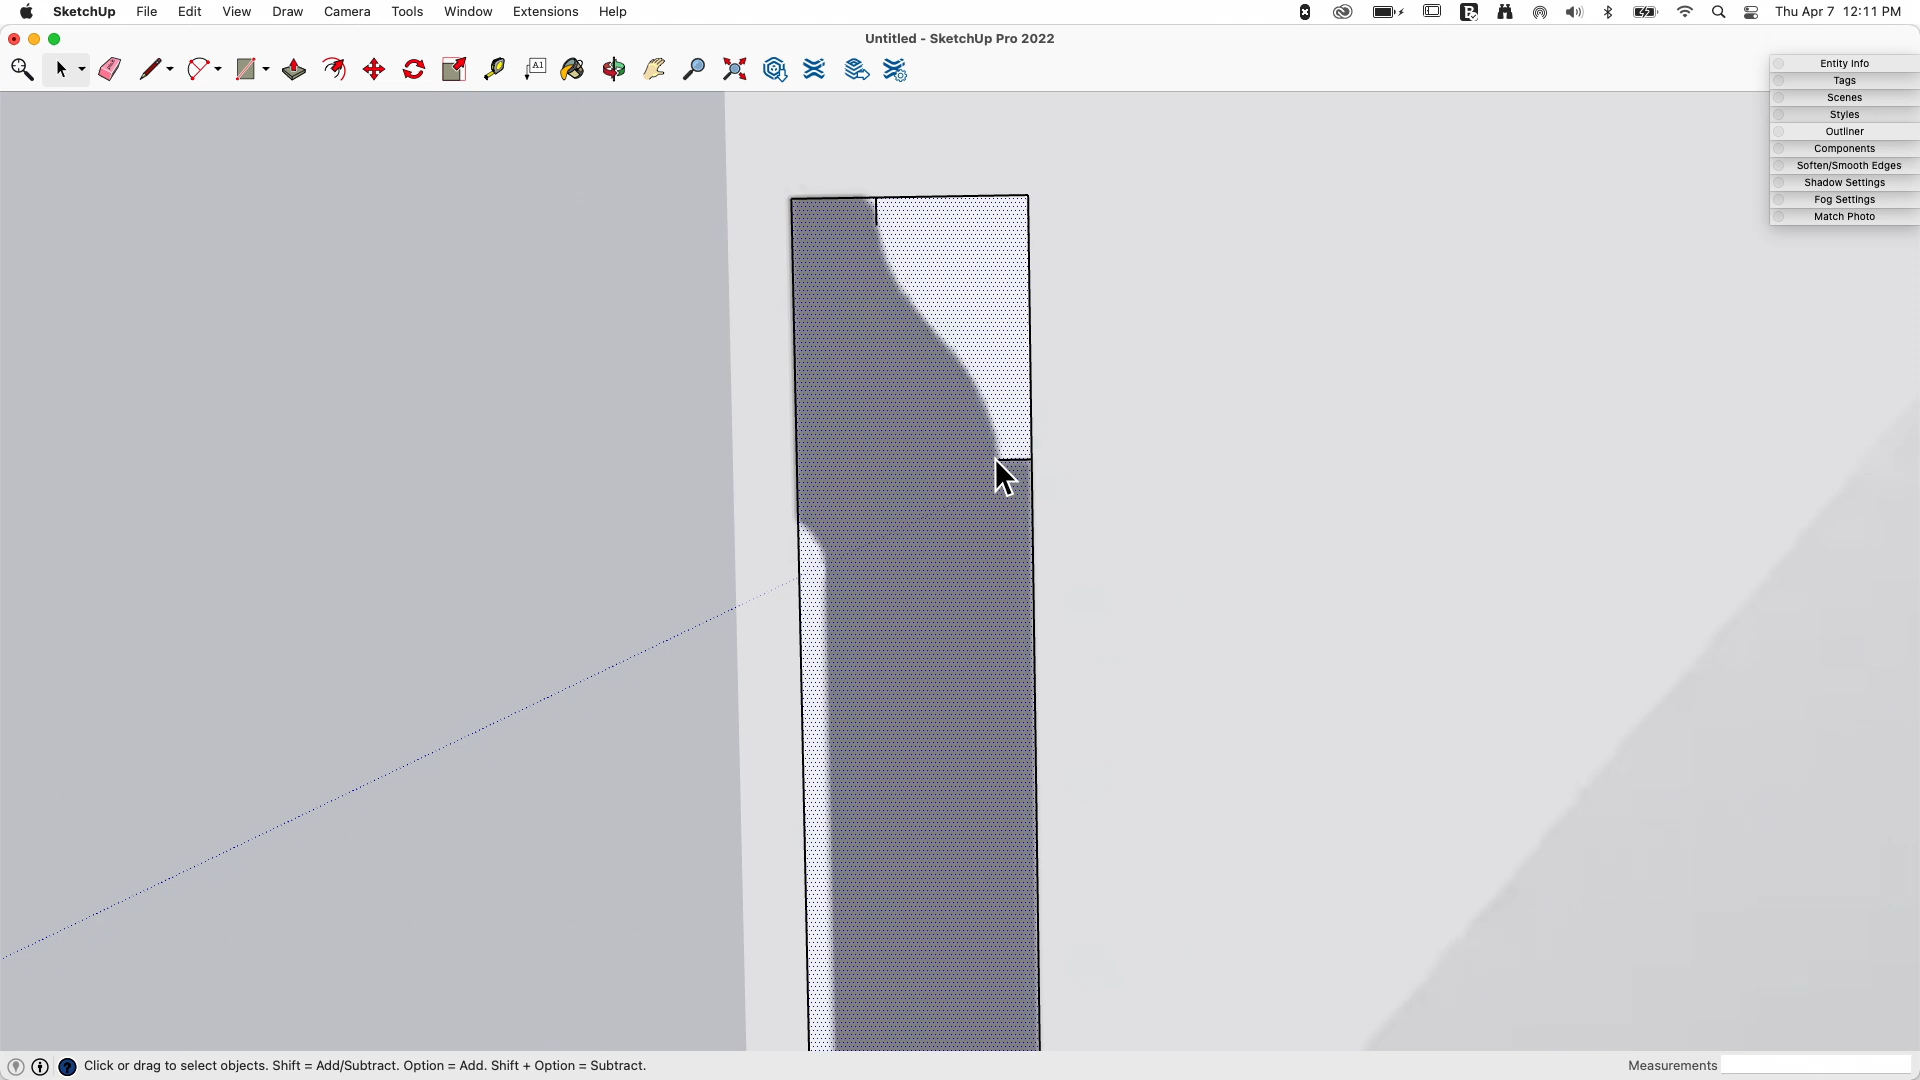 SketchUp File Edit View Draw Camera Tools Window Extensions Help Thu Apr 7 12:11 PM
Untitled - SketchUp Pro 2022
A1
Entity Info
Tags
Scenes
Styles
Outliner
Components
Soften/Smooth Edges
Shadow Settings
Fog Settings
Match Photo
Click or drag to select objects. Shift = Add/Subtract. Option = Add. Shift + Option = Subtract. Measurements